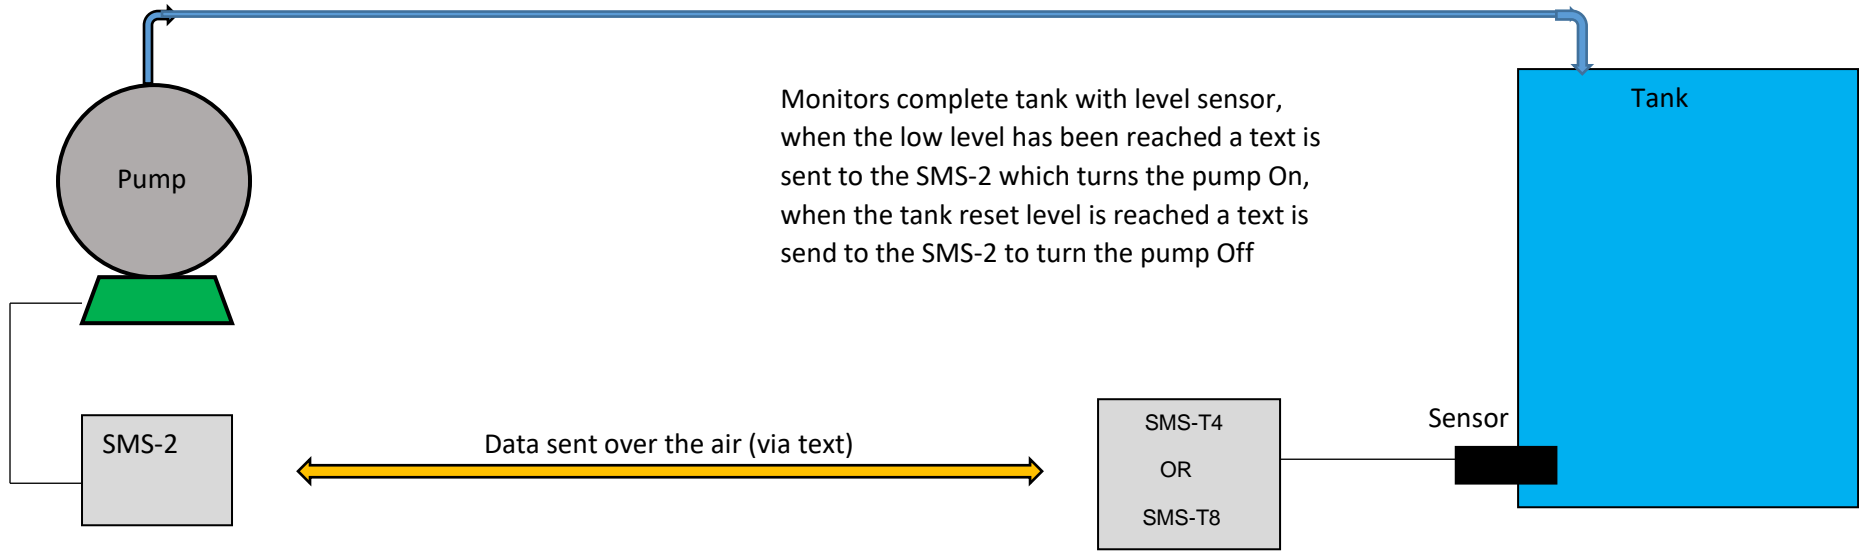 Monitors complete tank with level sensor,
when the low level has been reached a text is
sent to the SMS-2 which turns the pump On,
when the tank reset level is reached a text is
send to the SMS-2 to turn the pump Off
Tank
Pump
SMS-2
Data sent over the air (via text)
SMS-T4
OR
SMS-T8
Sensor